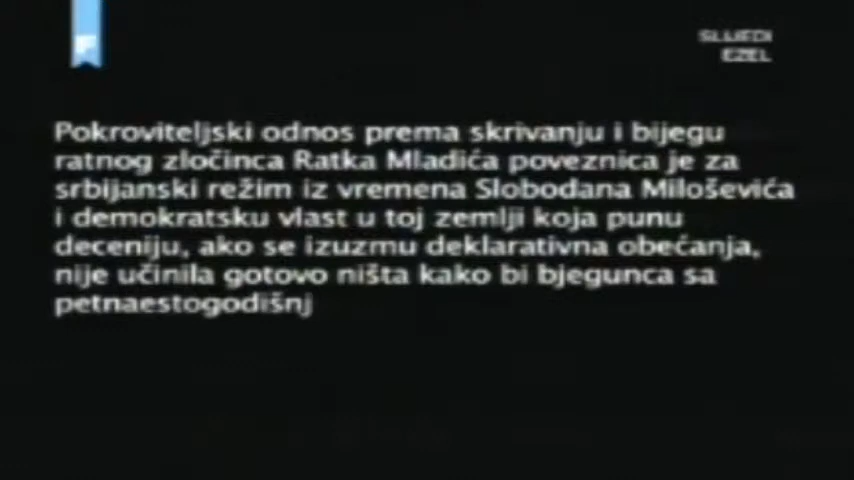 SLIJEDI
EZEL
Pokroviteljski odnos prema skrivanju i bijegu
ratnog zločinca Ratka Mladića poveznica je za
srbijanski režim iz vremena Slobodana Miloševića
i demokratsku vlast u toj zemlji koja punu
deceniju, ako se izuzmu deklarativna obećanja,
nije učinila gotovo ništa kako bi bjegunca sa
petnaestogodišnj